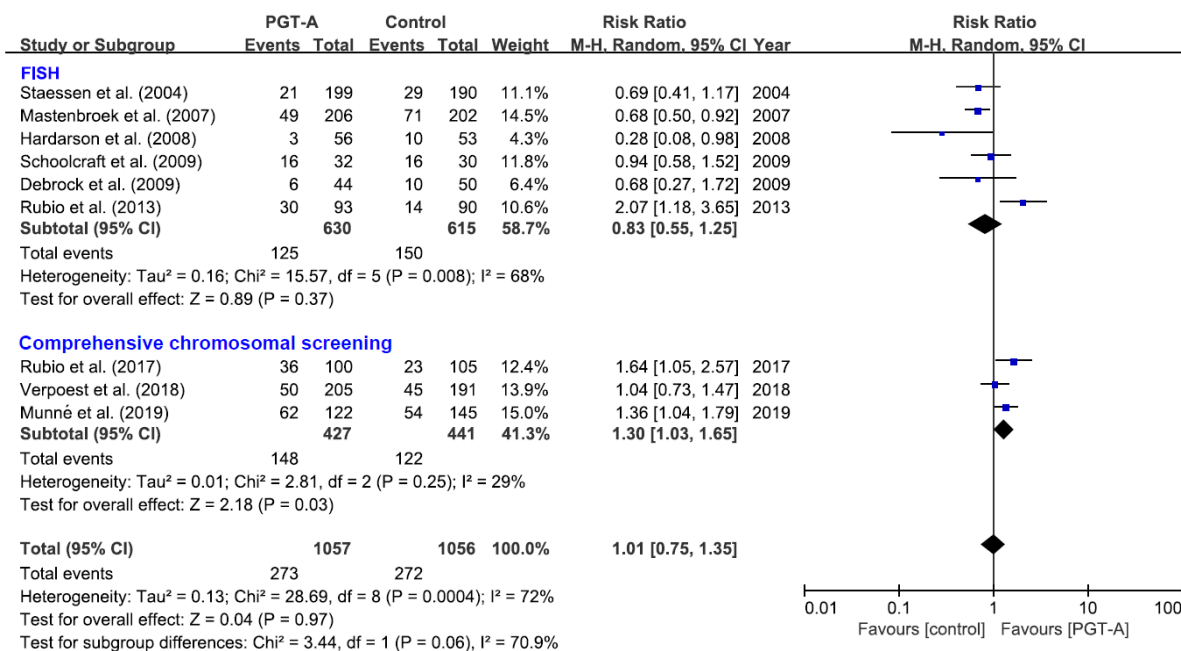 PGT-A Control Risk Ratio Risk Ratio
Study or Subgroup Events Total Events Total Weight M-H, Random, 95% CI Year M-H, Random, 95% CI
FISH
Staessen et al. (2004) 21 199 29 190 11.1% 0.69 [0.41, 1.17] 2004
Mastenbroek et al. (2007) 49 206 71 202 14.5% 0.68 [0.50, 0.92] 2007
Hardarson et al. (2008) 3 56 10 53 4.3% 0.28 [0.08, 0.98] 2008
Schoolcraft et al. (2009) 16 32 16 30 11.8% 0.94 [0.58, 1.52] 2009
Debrock et al. (2009) 6 44 10 50 6.4% 0.68 [0.27, 1.72] 2009
Rubio et al. (2013) 30 93 14 90 10.6% 2.07 [1.18, 3.65] 2013
Subtotal (95% CI) 630 615 58.7% 0.83 [0.55, 1.25]
Total events 125 150
Heterogeneity: Tau² = 0.16; Chi² = 15.57, df = 5 (P = 0.008); I² = 68%
Test for overall effect: Z = 0.89 (P = 0.37)
Comprehensive chromosomal screening
Rubio et al. (2017) 36 100 23 105 12.4% 1.64 [1.05, 2.57] 2017
Verpoest et al. (2018) 50 205 45 191 13.9% 1.04 [0.73, 1.47] 2018
Munné et al. (2019) 62 122 54 145 15.0% 1.36 [1.04, 1.79] 2019
Subtotal (95% CI) 427 441 41.3% 1.30 [1.03, 1.65]
Total events 148 122
Heterogeneity: Tau² = 0.01; Chi² = 2.81, df = 2 (P = 0.25); I² = 29%
Test for overall effect: Z = 2.18 (P = 0.03)
Total (95% CI) 1057 1056 100.0% 1.01 [0.75, 1.35]
Total events 273 272
Heterogeneity: Tau² = 0.13; Chi² = 28.69, df = 8 (P = 0.0004); I² = 72%
Test for overall effect: Z = 0.04 (P = 0.97)
Test for subgroup differences: Chi² = 3.44, df = 1 (P = 0.06), I² = 70.9%
0.01 0.1 1 10 100
Favours [control] Favours [PGT-A]